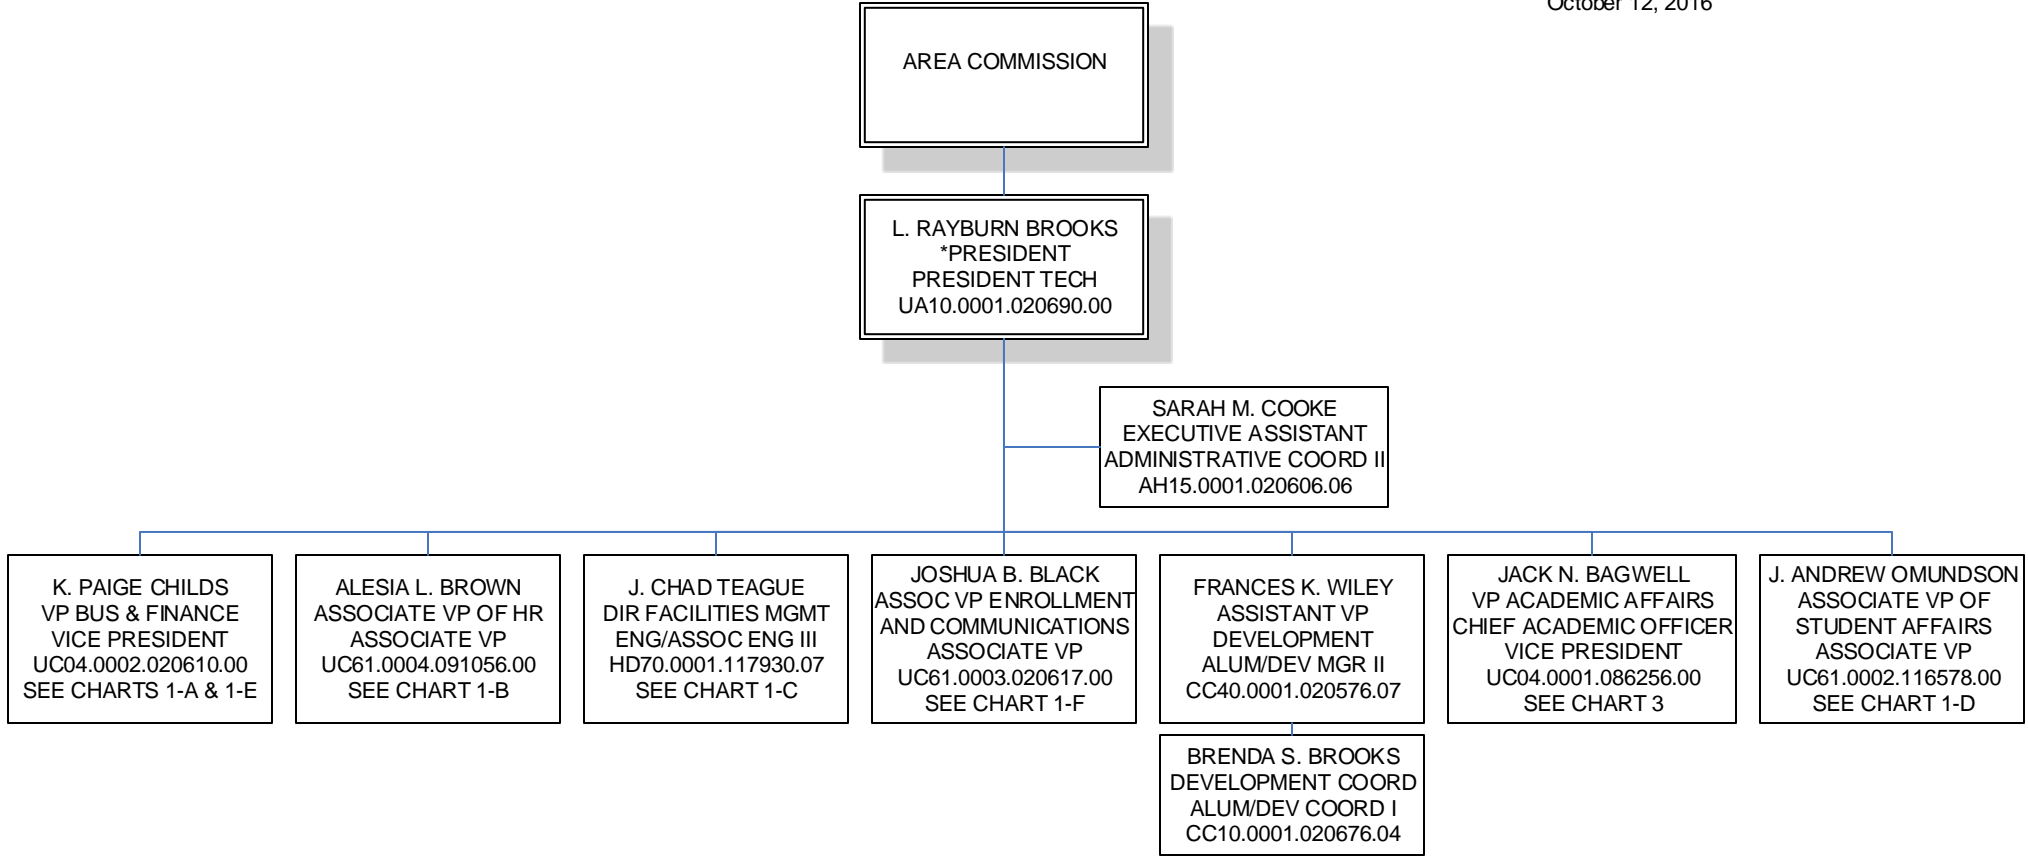 October 12, 2016
AREA COMMISSION
L. RAYBURN BROOKS
*PRESIDENT
PRESIDENT TECH
UA10.0001.020690.00
SARAH M. COOKE
EXECUTIVE ASSISTANT
ADMINISTRATIVE COORD II
AH15.0001.020606.06
K. PAIGE CHILDS
VP BUS & FINANCE
VICE PRESIDENT
UC04.0002.020610.00
SEE CHARTS 1-A & 1-E
ALESIA L. BROWN
ASSOCIATE VP OF HR
ASSOCIATE VP
UC61.0004.091056.00
SEE CHART 1-B
J. CHAD TEAGUE
DIR FACILITIES MGMT
ENG/ASSOC ENG III
HD70.0001.117930.07
SEE CHART 1-C
JOSHUA B. BLACK
ASSOC VP ENROLLMENT
AND COMMUNICATIONS
ASSOCIATE VP
UC61.0003.020617.00
SEE CHART 1-F
FRANCES K. WILEY
ASSISTANT VP
DEVELOPMENT
ALUM/DEV MGR II
CC40.0001.020576.07
JACK N. BAGWELL
VP ACADEMIC AFFAIRS
CHIEF ACADEMIC OFFICER
VICE PRESIDENT
UC04.0001.086256.00
SEE CHART 3
J. ANDREW OMUNDSON
ASSOCIATE VP OF
STUDENT AFFAIRS
ASSOCIATE VP
UC61.0002.116578.00
SEE CHART 1-D
BRENDA S. BROOKS
DEVELOPMENT COORD
ALUM/DEV COORD I
CC10.0001.020676.04